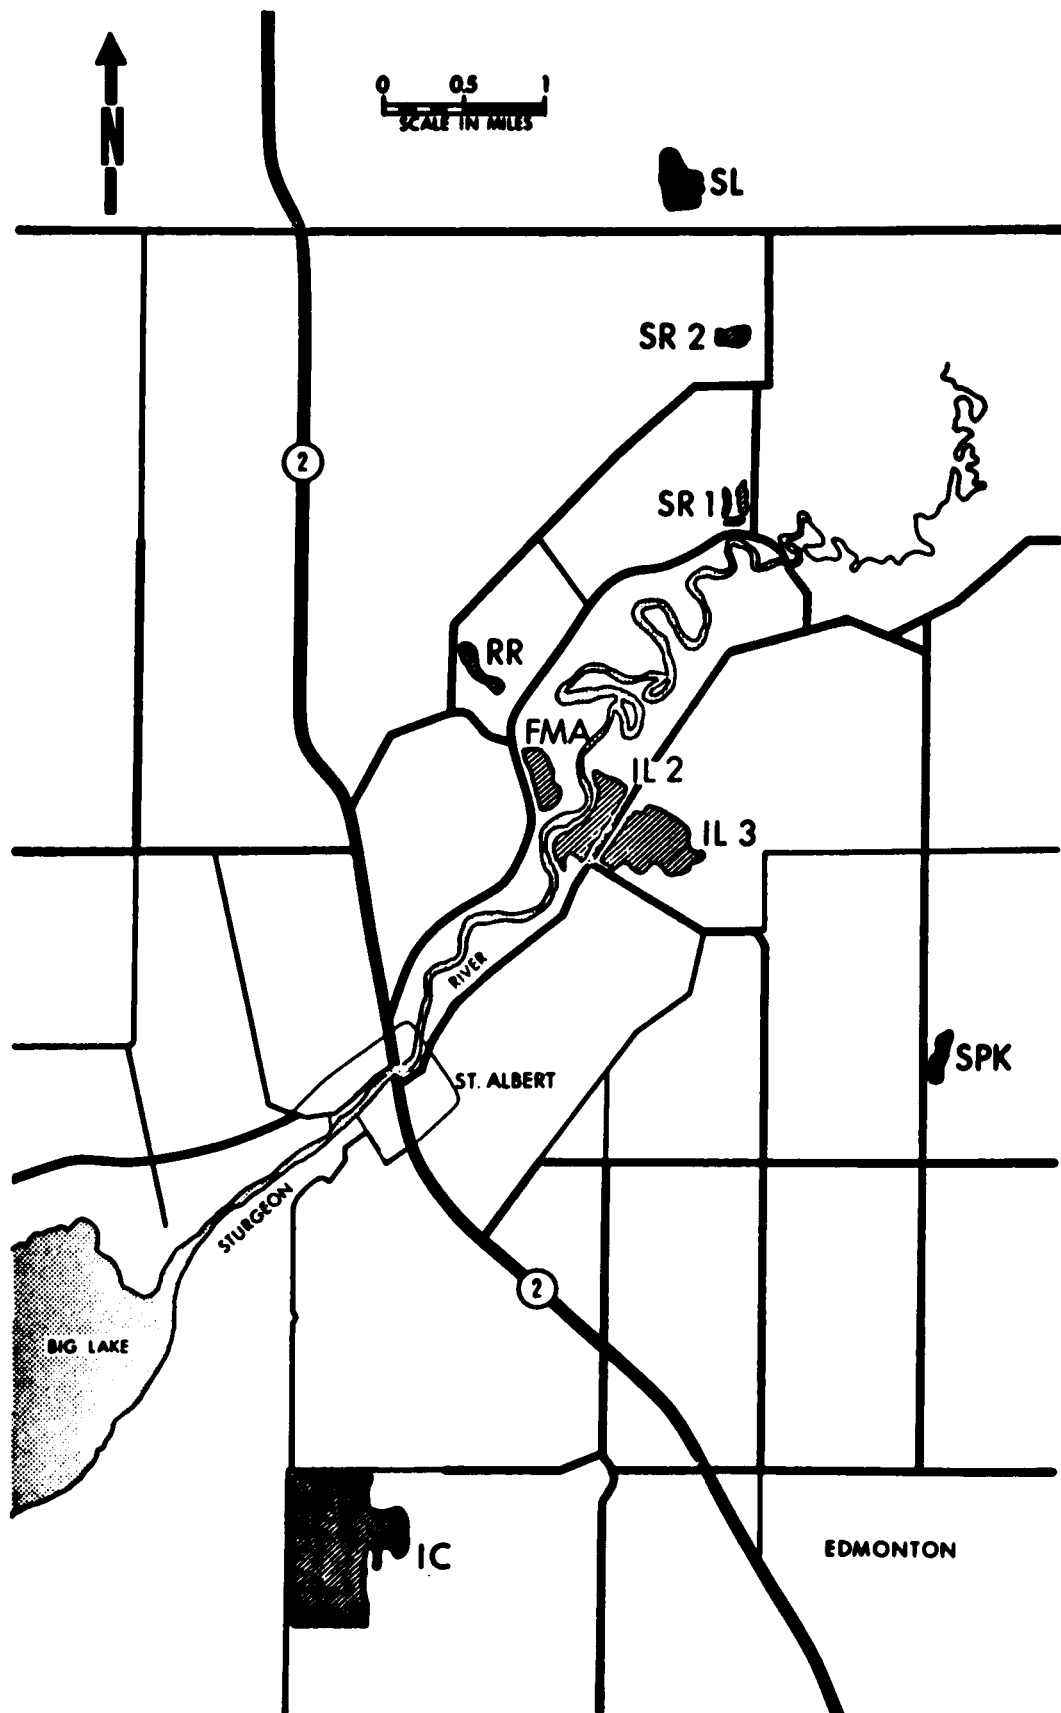 N
0 0.5 1
SCALE IN MILES
SL
SR 2
2
SR 1
RR
FMA
IL 2
IL 3
RIVER
SPK
ST. ALBERT
STURGEON
2
BIG LAKE
IC
EDMONTON